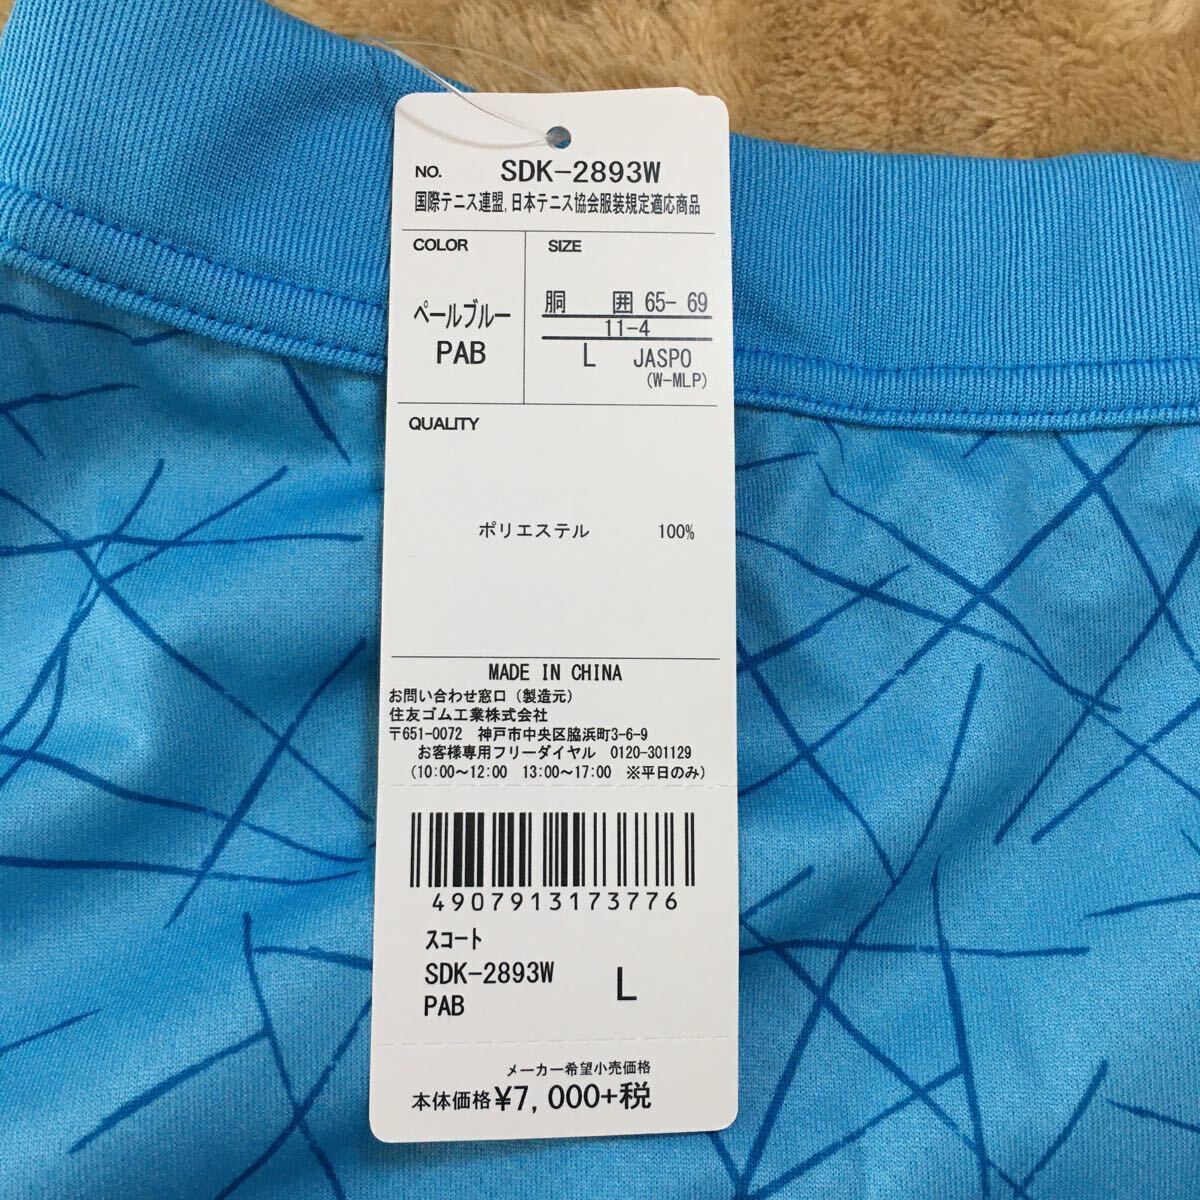 NO. SDK-2893W
国際テニス連盟,日本テニス協会服装規定適応商品
COLOR
ペールブルー
PAB
SIZE
胴 囲 65- 69
11-4
L JASPO
(W-MLP)
QUALITY
ポリエステル 100%
MADE IN CHINA
お問い合わせ窓口(製造元)
住友ゴム工業株式会社
〒651-0072 神戸市中央区脇浜町3-6-9
お客様専用フリーダイヤル 0120-301129
(10:00~12:00 13:00~17:00 ※平日のみ)
4907913173776
スコート
SDK-2893W
PAB
L
メーカー希望小売価格
本体価格¥7,000+税